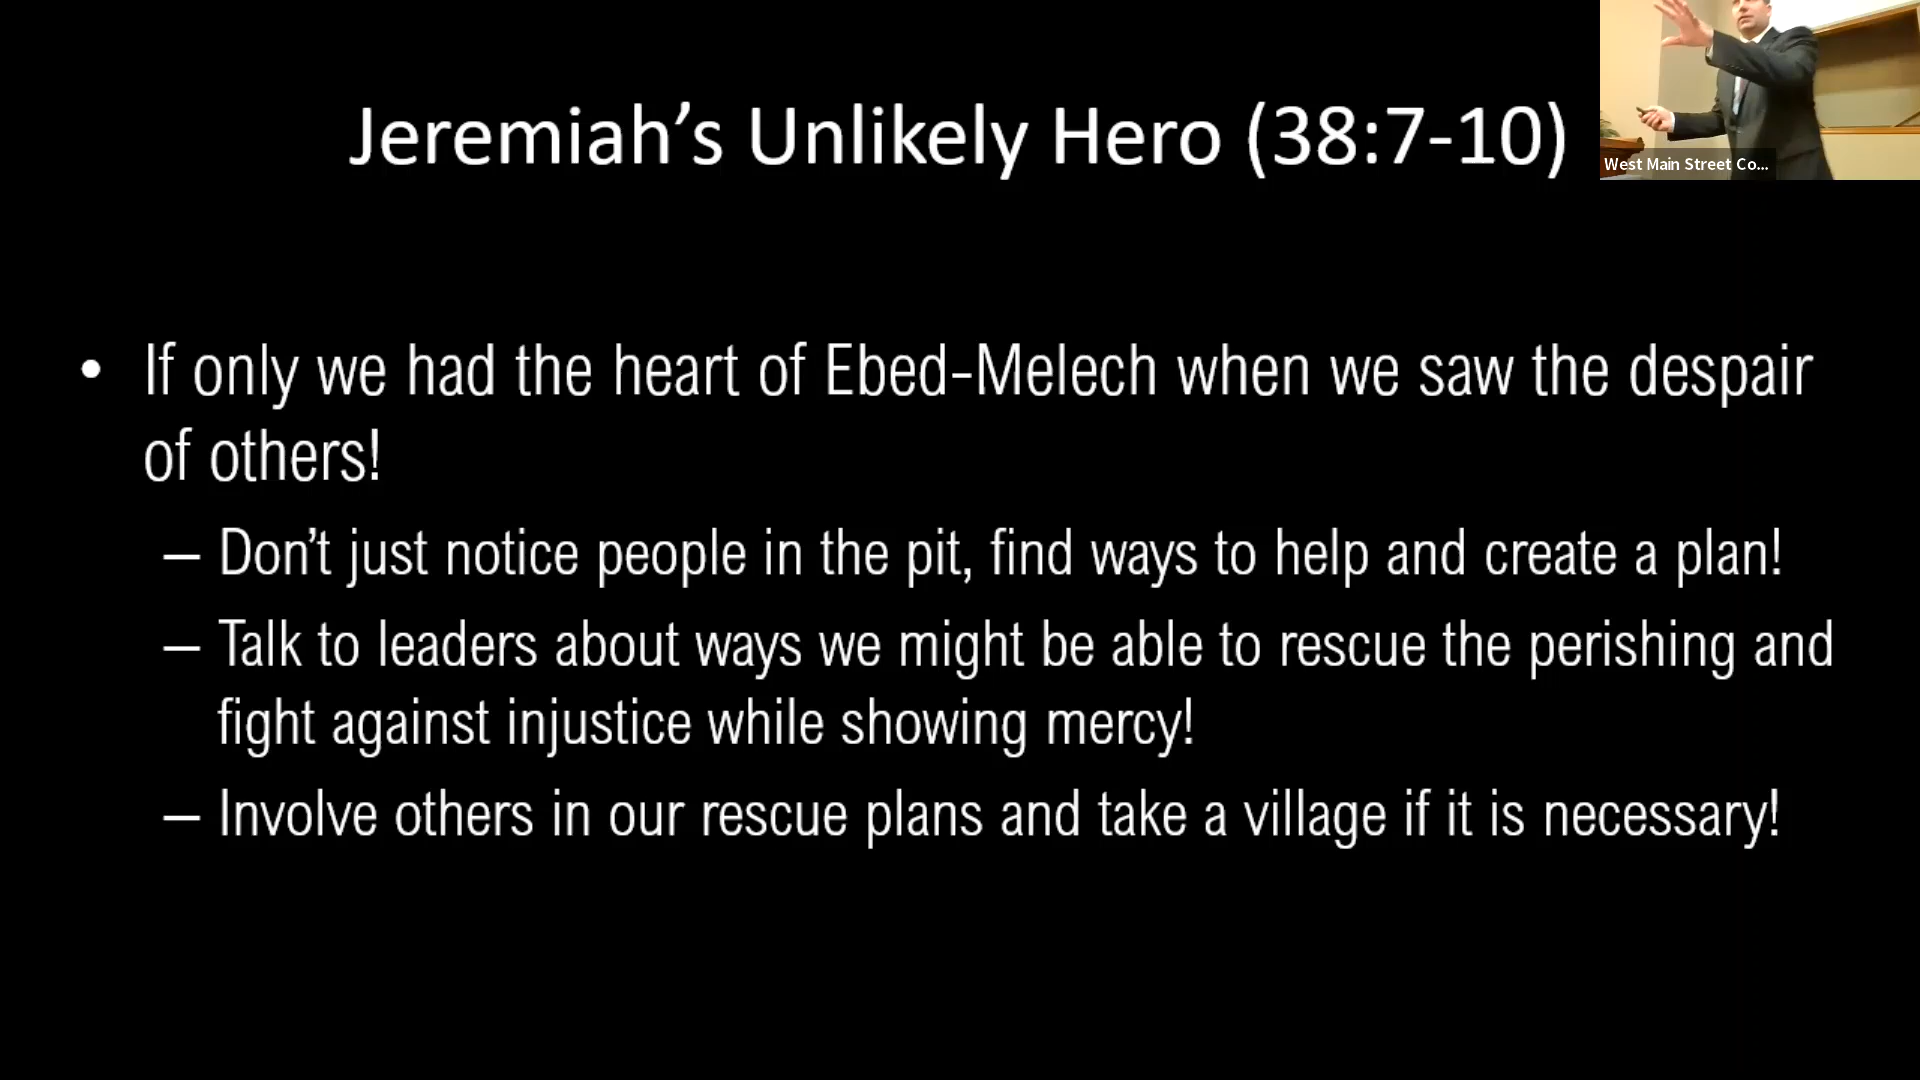 Jeremiah’s Unlikely Hero (38:7-10)
West Main Street Co...
• If only we had the heart of Ebed-Melech when we saw the despair
of others!
– Don’t just notice people in the pit, find ways to help and create a plan!
– Talk to leaders about ways we might be able to rescue the perishing and
fight against injustice while showing mercy!
– Involve others in our rescue plans and take a village if it is necessary!